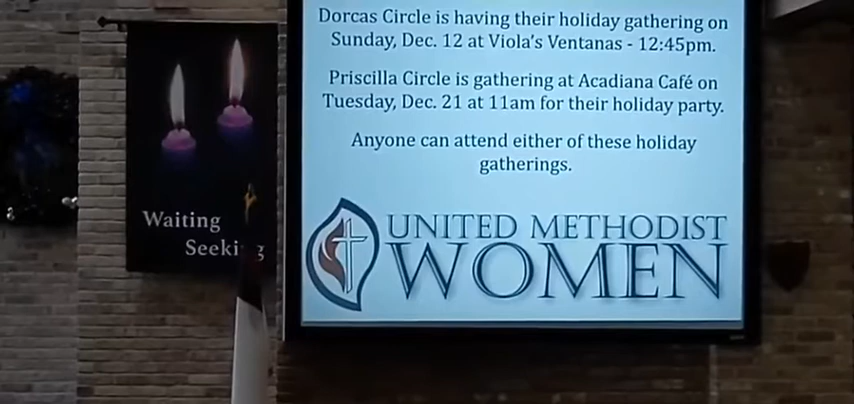 Dorcas Circle is having their holiday gathering on
Sunday, Dec. 12 at Viola's Ventanas - 12:45pm.
Priscilla Circle is gathering at Acadiana Café on
Tuesday, Dec. 21 at 11am for their holiday party.
Anyone can attend either of these holiday
gatherings.
UNITED METHODIST
WOMEN
Waiting